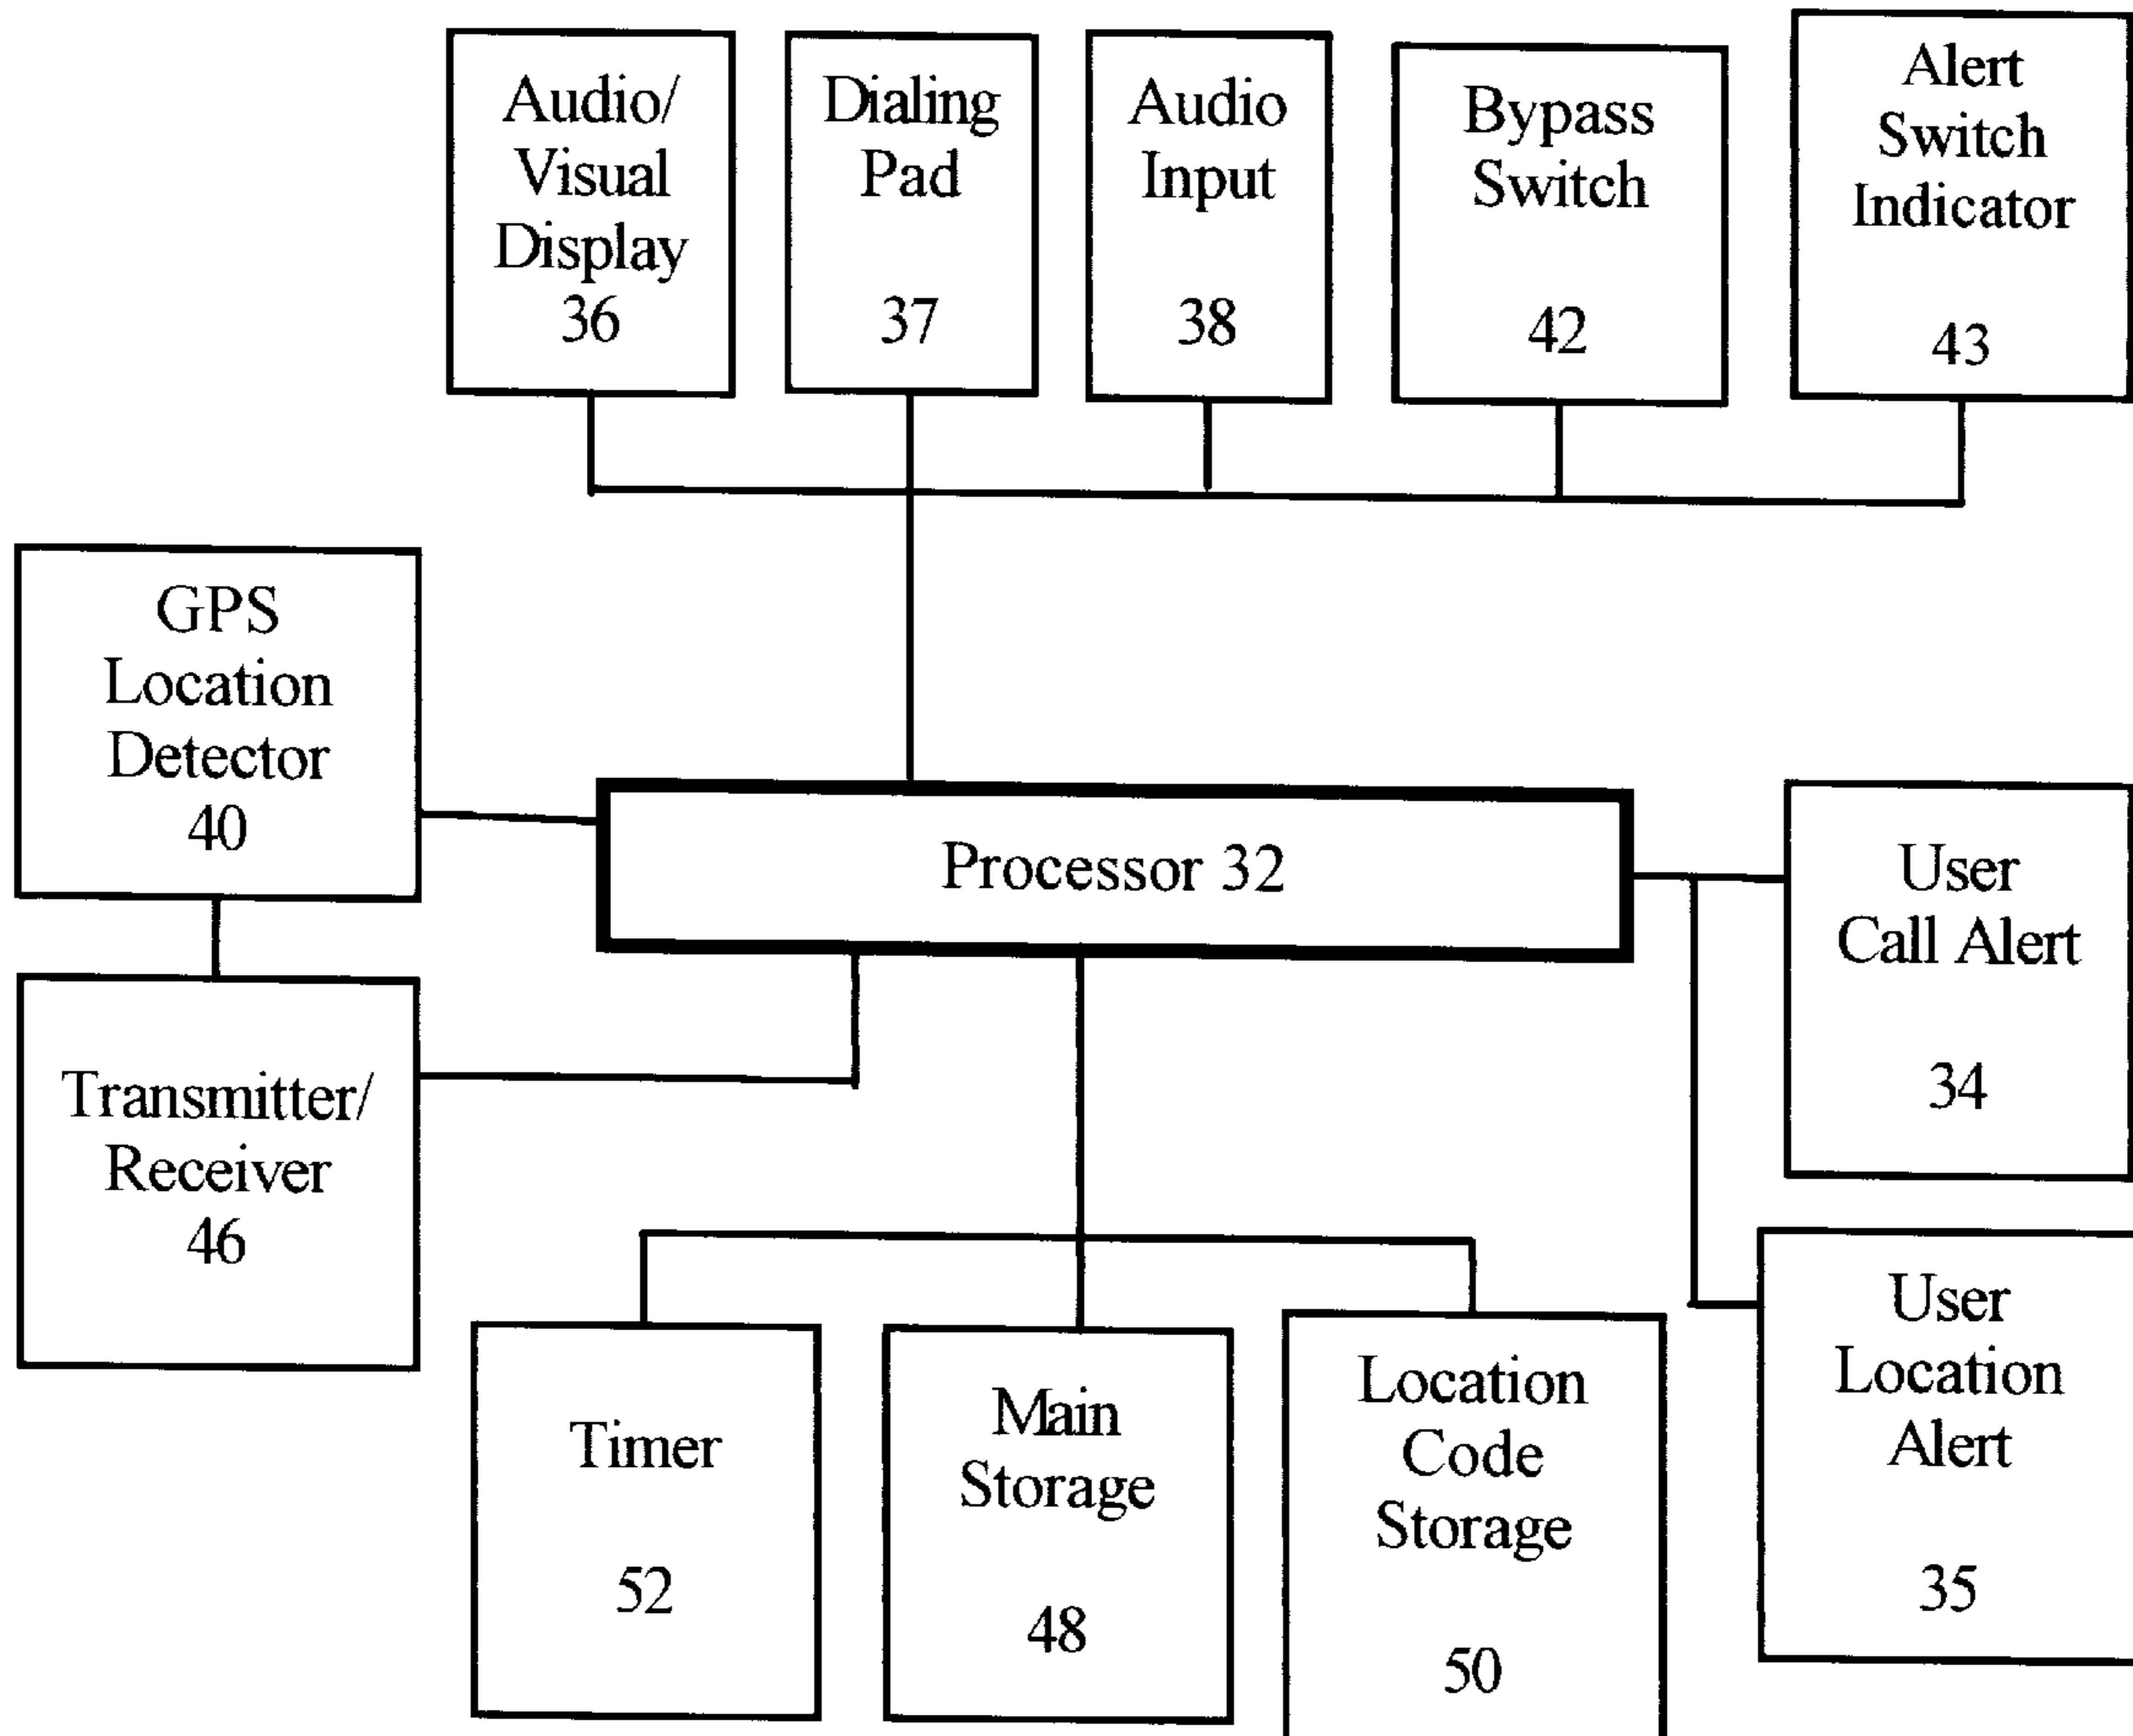 Audio/
Visual
Display
36
Dialing
Pad
37
Audio
Input
38
Bypass
Switch
42
Alert
Switch
Indicator
43
GPS
Location
Detector
40
Processor 32
User
Call Alert
34
Transmitter/
Receiver
46
Timer
52
Main
Storage
48
Location
Code
Storage
50
User
Location
Alert
35